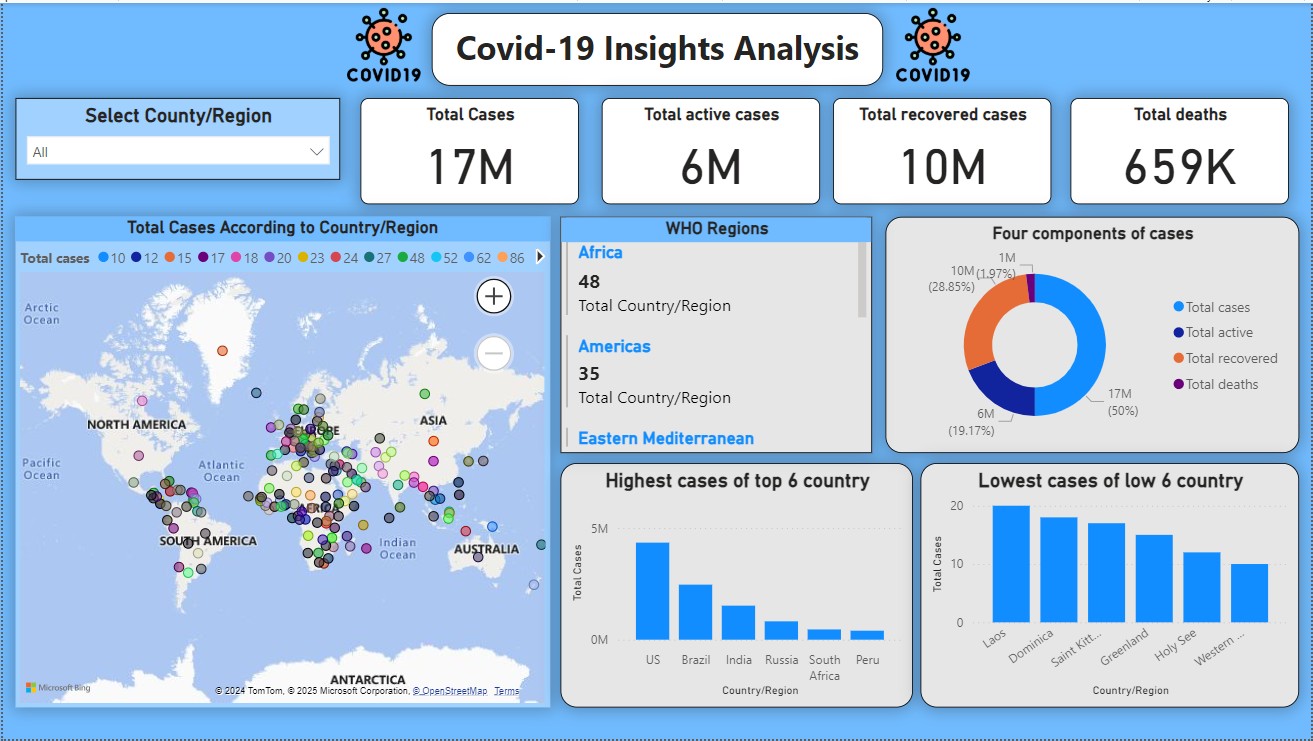 COVID19
Covid-19 Insights Analysis
COVID19
Select County/Region
All
Total Cases
17M
Total active cases
6M
Total recovered cases
10M
Total deaths
659K
Total Cases According to Country/Region
Total cases 10 12 15 17 18 20 23 24 27 48 52 62 86
Arctic
Ocean
NORTH AMERICA
EUROPE
ASIA
Pacific
Ocean
Atlantic
Ocean
AFRICA
SOUTH AMERICA
Indian
Ocean
AUSTRALIA
ANTARCTICA
Microsoft Bing
© 2024 TomTom, © 2025 Microsoft Corporation, © OpenStreetMap Terms
WHO Regions
Africa
48
Total Country/Region
Americas
35
Total Country/Region
Eastern Mediterranean
Four components of cases
1M
(1.97%)
10M
(28.85%)
6M
(19.17%)
17M
(50%)
Total cases
Total active
Total recovered
Total deaths
Highest cases of top 6 country
Total Cases
5M
0M
US
Brazil
India
Russia
South
Africa
Peru
Country/Region
Lowest cases of low 6 country
Total Cases
20
10
0
Laos
Dominica
Saint Kitt...
Greenland
Holy See
Western ...
Country/Region